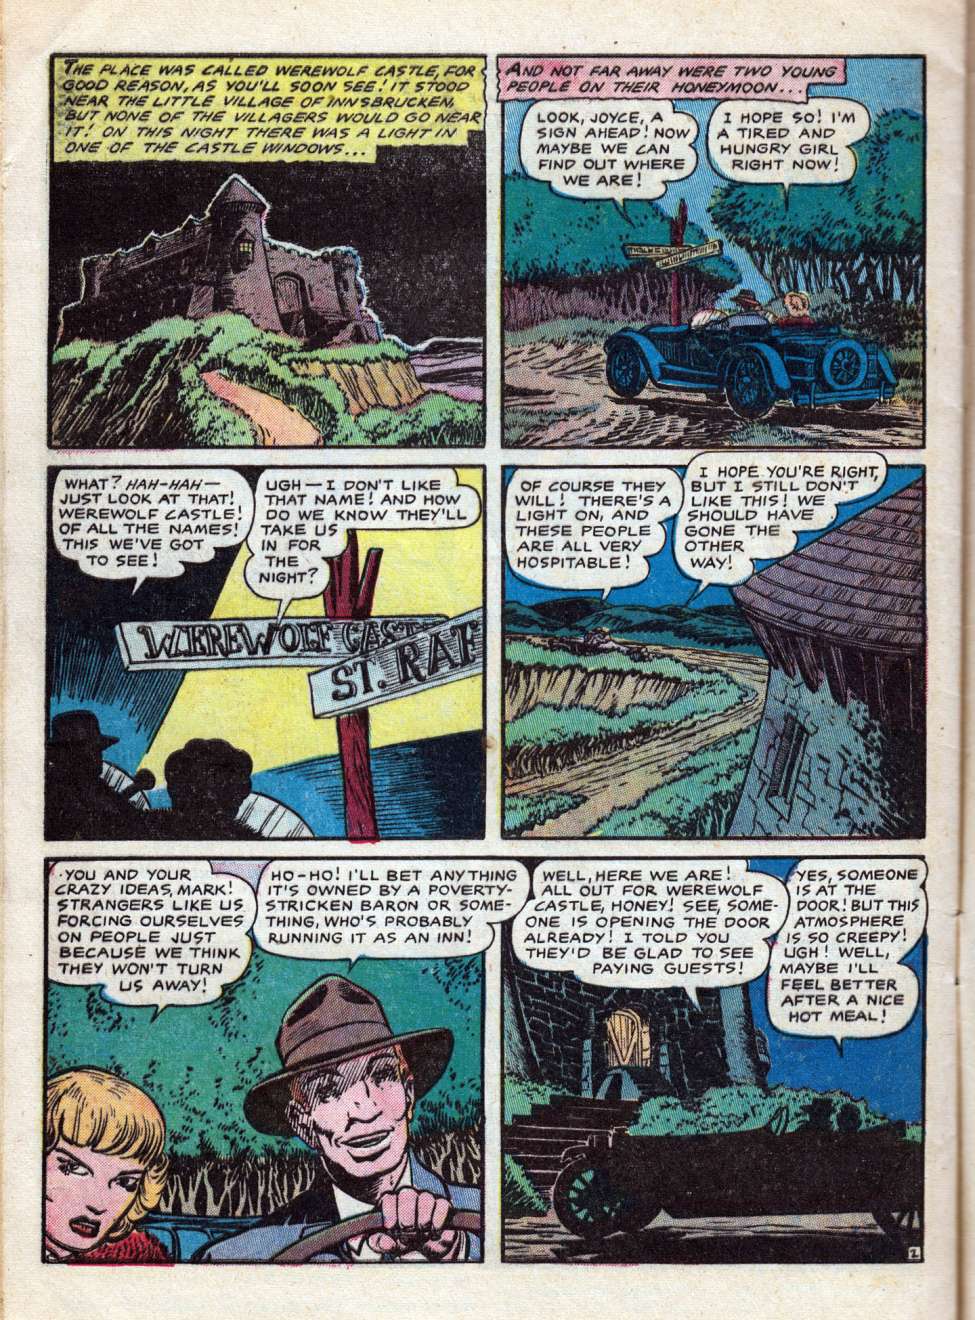 THE PLACE WAS CALLED WEREWOLF CASTLE, FOR
GOOD REASON, AS YOU'LL SOON SEE! IT STOOD
NEAR THE LITTLE VILLAGE OF INNSBRUCKEN,
BUT NONE OF THE VILLAGERS WOULD GO NEAR
IT! ON THIS NIGHT THERE WAS A LIGHT IN
ONE OF THE CASTLE WINDOWS...
AND NOT FAR AWAY WERE TWO YOUNG
PEOPLE ON THEIR HONEYMOON...
LOOK, JOYCE, A
SIGN AHEAD! NOW
MAYBE WE CAN
FIND OUT WHERE
WE ARE!
I HOPE SO! I'M
A TIRED AND
HUNGRY GIRL
RIGHT NOW!
WHAT? HAH-HAH—
JUST LOOK AT THAT!
WEREWOLF CASTLE!
OF ALL THE NAMES!
THIS WE'VE GOT
TO SEE!
UGH—I DON'T LIKE
THAT NAME! AND HOW
DO WE KNOW THEY'LL
TAKE US
IN FOR
THE
NIGHT?
WEREWOLF CAST
ST. RAF
OF COURSE THEY
WILL! THERE'S A
LIGHT ON, AND
THESE PEOPLE
ARE ALL VERY
HOSPITABLE!
I HOPE YOU'RE RIGHT,
BUT I STILL DON'T
LIKE THIS! WE
SHOULD HAVE
GONE THE
OTHER
WAY!
YOU AND YOUR
CRAZY IDEAS, MARK!
STRANGERS LIKE US
FORCING OURSELVES
ON PEOPLE JUST
BECAUSE WE THINK
THEY WON'T TURN
US AWAY!
HO-HO! I'LL BET ANYTHING
IT'S OWNED BY A POVERTY-
STRICKEN BARON OR SOME-
THING, WHO'S PROBABLY
RUNNING IT AS AN INN!
WELL, HERE WE ARE!
ALL OUT FOR WEREWOLF
CASTLE, HONEY! SEE, SOME-
ONE IS OPENING THE DOOR
ALREADY! I TOLD YOU
THEY'D BE GLAD TO SEE
PAYING GUESTS!
YES, SOMEONE
IS AT THE
DOOR! BUT THIS
ATMOSPHERE
IS SO CREEPY!
UGH! WELL,
MAYBE I'LL
FEEL BETTER
AFTER A NICE
HOT MEAL!
2